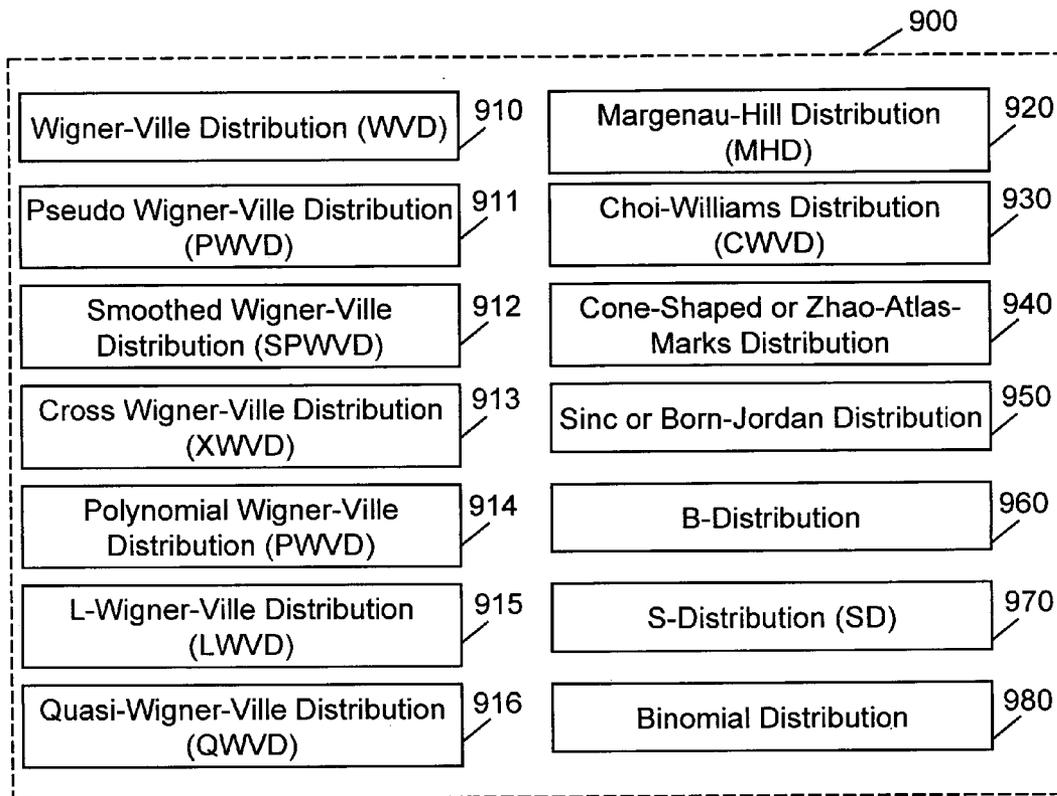 900
Wigner-Ville Distribution (WVD)
910
Pseudo Wigner-Ville Distribution
(PWVD)
911
Smoothed Wigner-Ville
Distribution (SPWVD)
912
Cross Wigner-Ville Distribution
(XWVD)
913
Polynomial Wigner-Ville
Distribution (PWVD)
914
L-Wigner-Ville Distribution
(LWVD)
915
Quasi-Wigner-Ville Distribution
(QWVD)
916
Margenau-Hill Distribution
(MHD)
920
Choi-Williams Distribution
(CWVD)
930
Cone-Shaped or Zhao-Atlas-
Marks Distribution
940
Sinc or Born-Jordan Distribution
950
B-Distribution
960
S-Distribution (SD)
970
Binomial Distribution
980